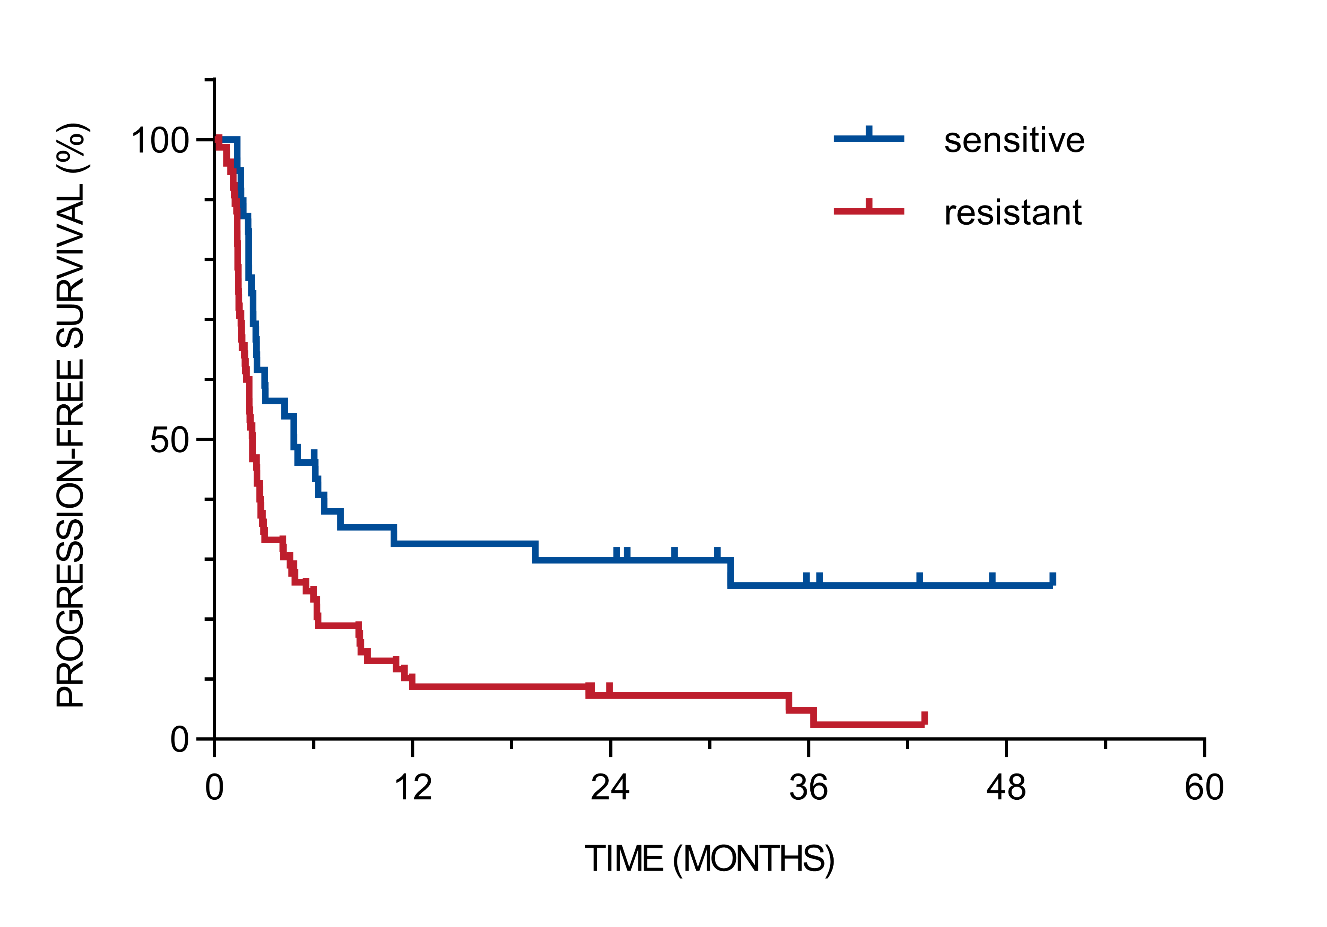 PROGRESSION-FREE SURVIVAL (%)
100
50
0
sensitive
resistant
0 12 24 36 48 60
TIME (MONTHS)